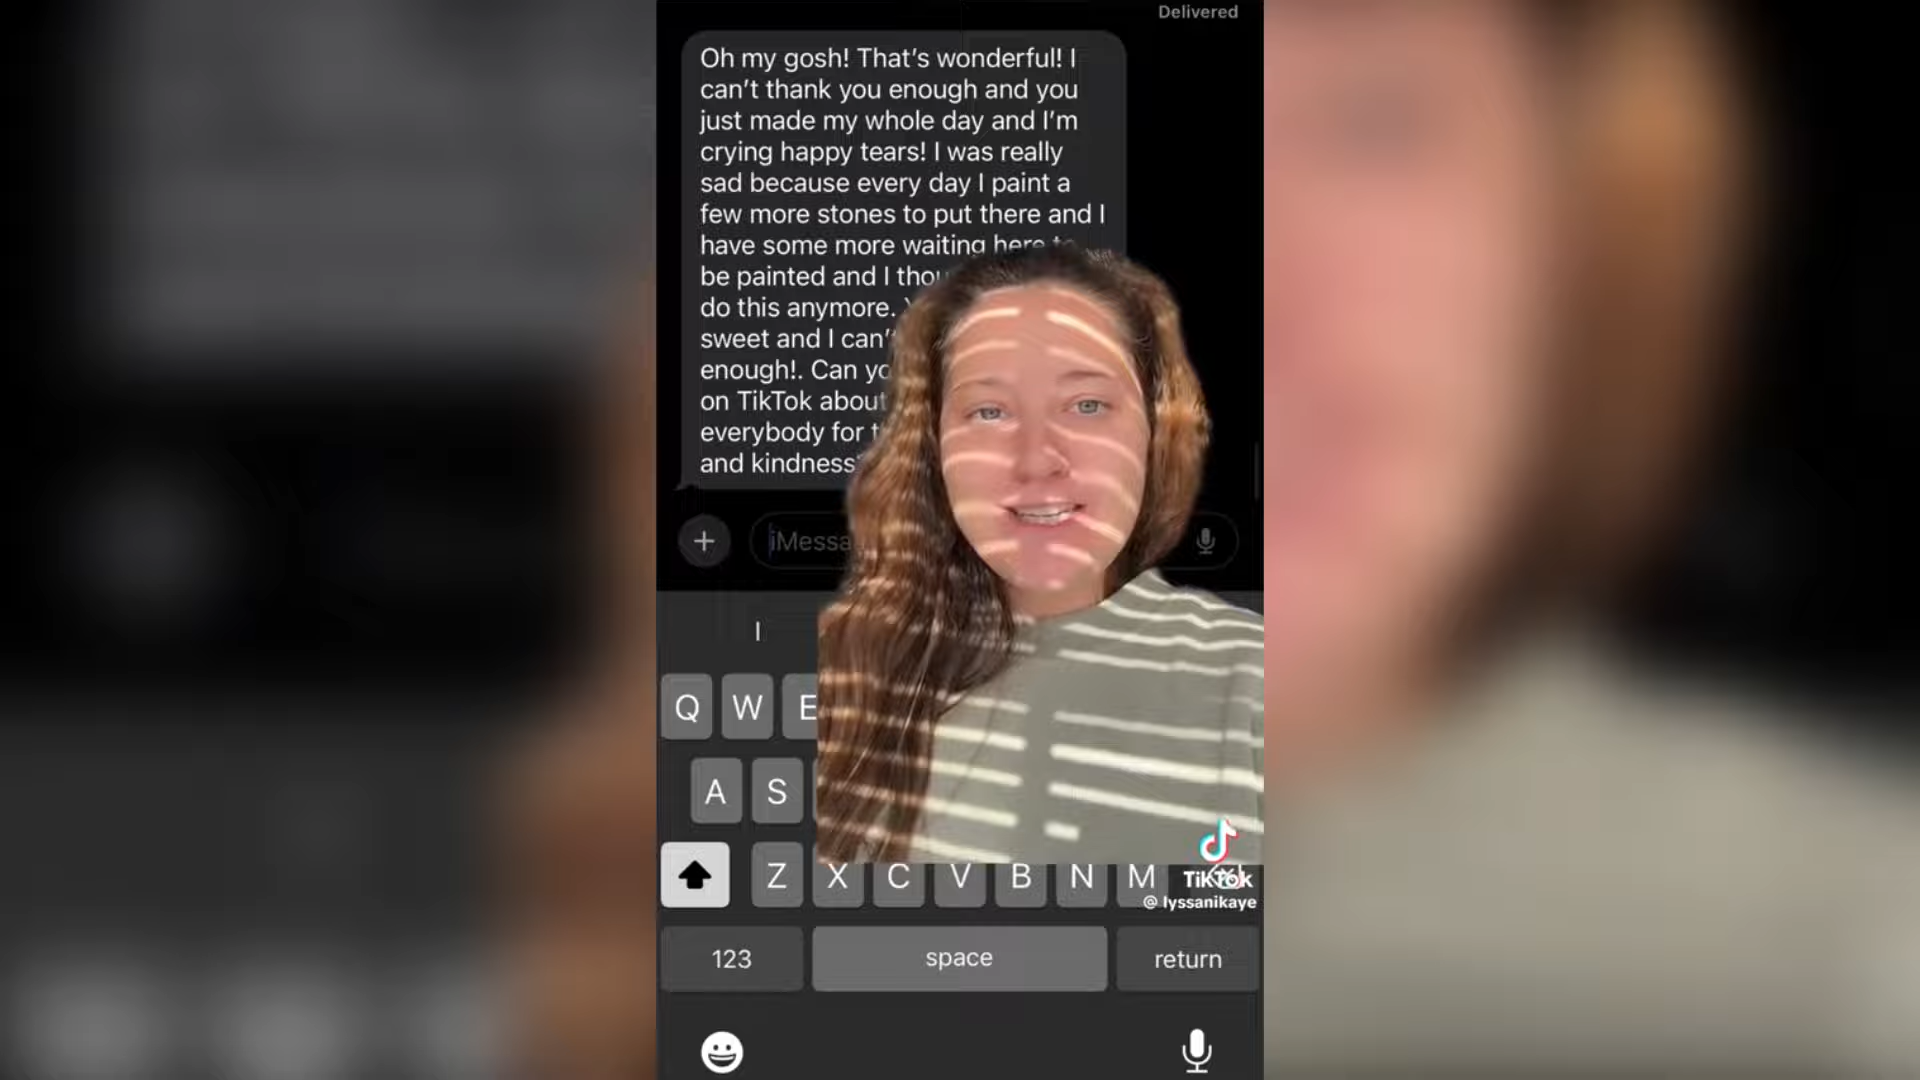 Delivered
Oh my gosh! That’s wonderful! I
can’t thank you enough and you
just made my whole day and I’m
crying happy tears! I was really
sad because every day I paint a
few more stones to put there and I
have some more waiting here
be painted and I
do this anymore.
sweet and I
enough!. Can
on TikTok about
everybody for
and kindness
I
Q W E
A S
Z X C V B N M
TikTok
@ lyssanikaye
123 space return